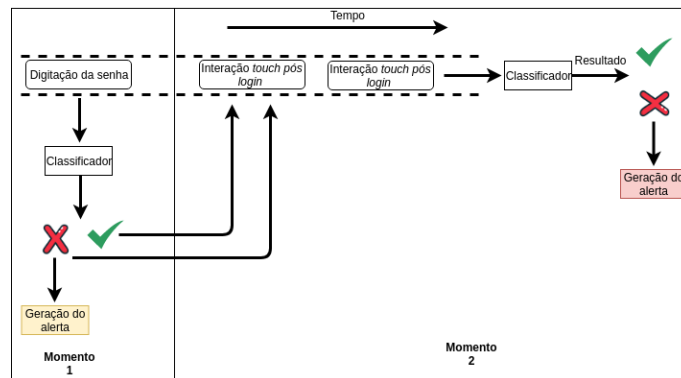 Tempo
Digitação da senha
Interação touch pós
login
Interação touch pós
login
Classificador
Resultado
Classificador
Geração do
alerta
Geração do
alerta
Momento
1
Momento
2